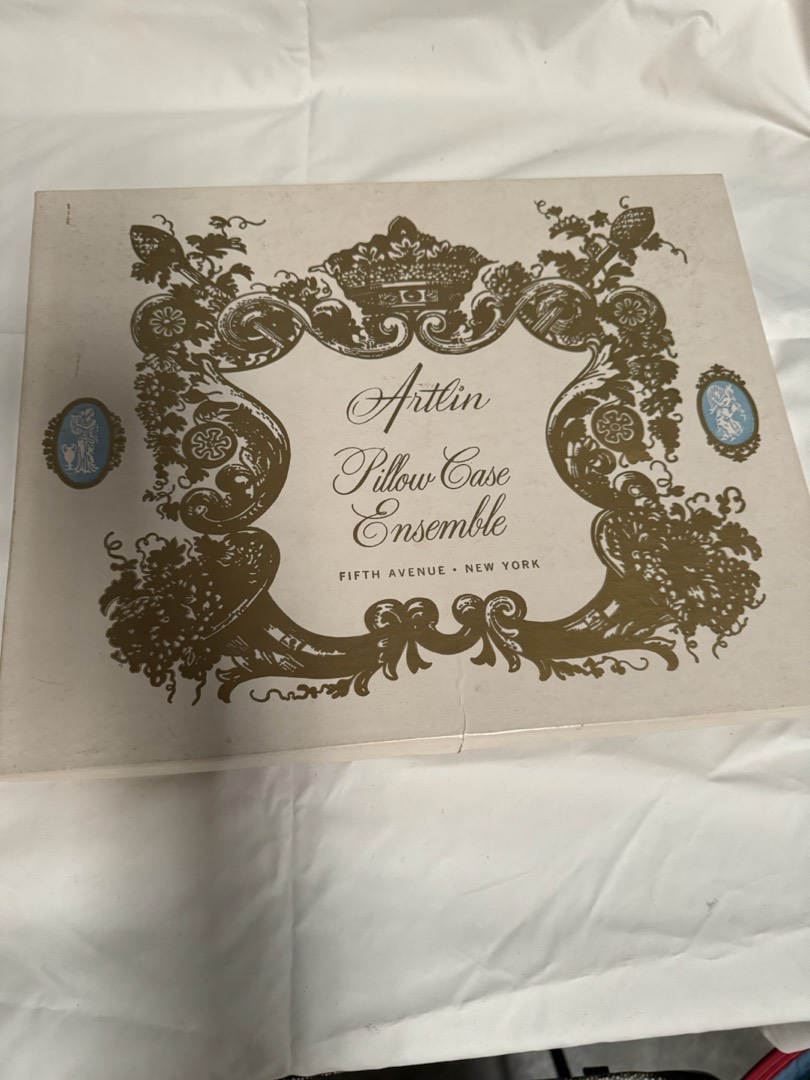 Artlin
Pillow Case
Ensemble
FIFTH AVENUE • NEW YORK